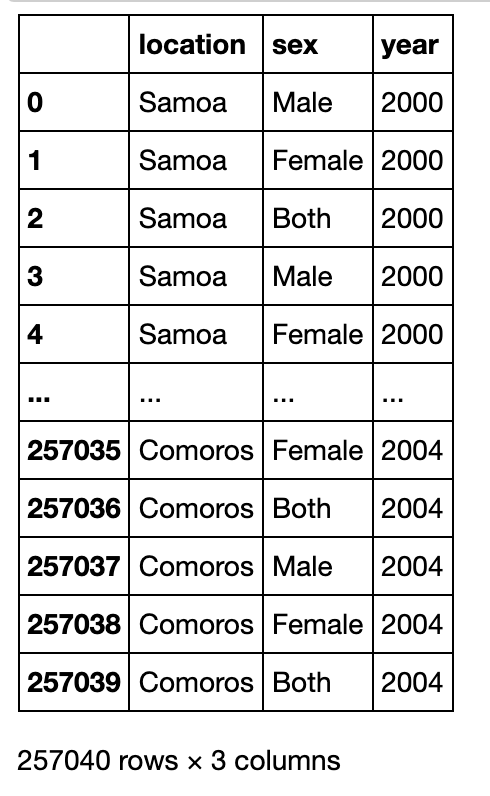 location sex year
0 Samoa Male 2000
1 Samoa Female 2000
2 Samoa Both 2000
3 Samoa Male 2000
4 Samoa Female 2000
... ... ... ...
257035 Comoros Female 2004
257036 Comoros Both 2004
257037 Comoros Male 2004
257038 Comoros Female 2004
257039 Comoros Both 2004
257040 rows × 3 columns